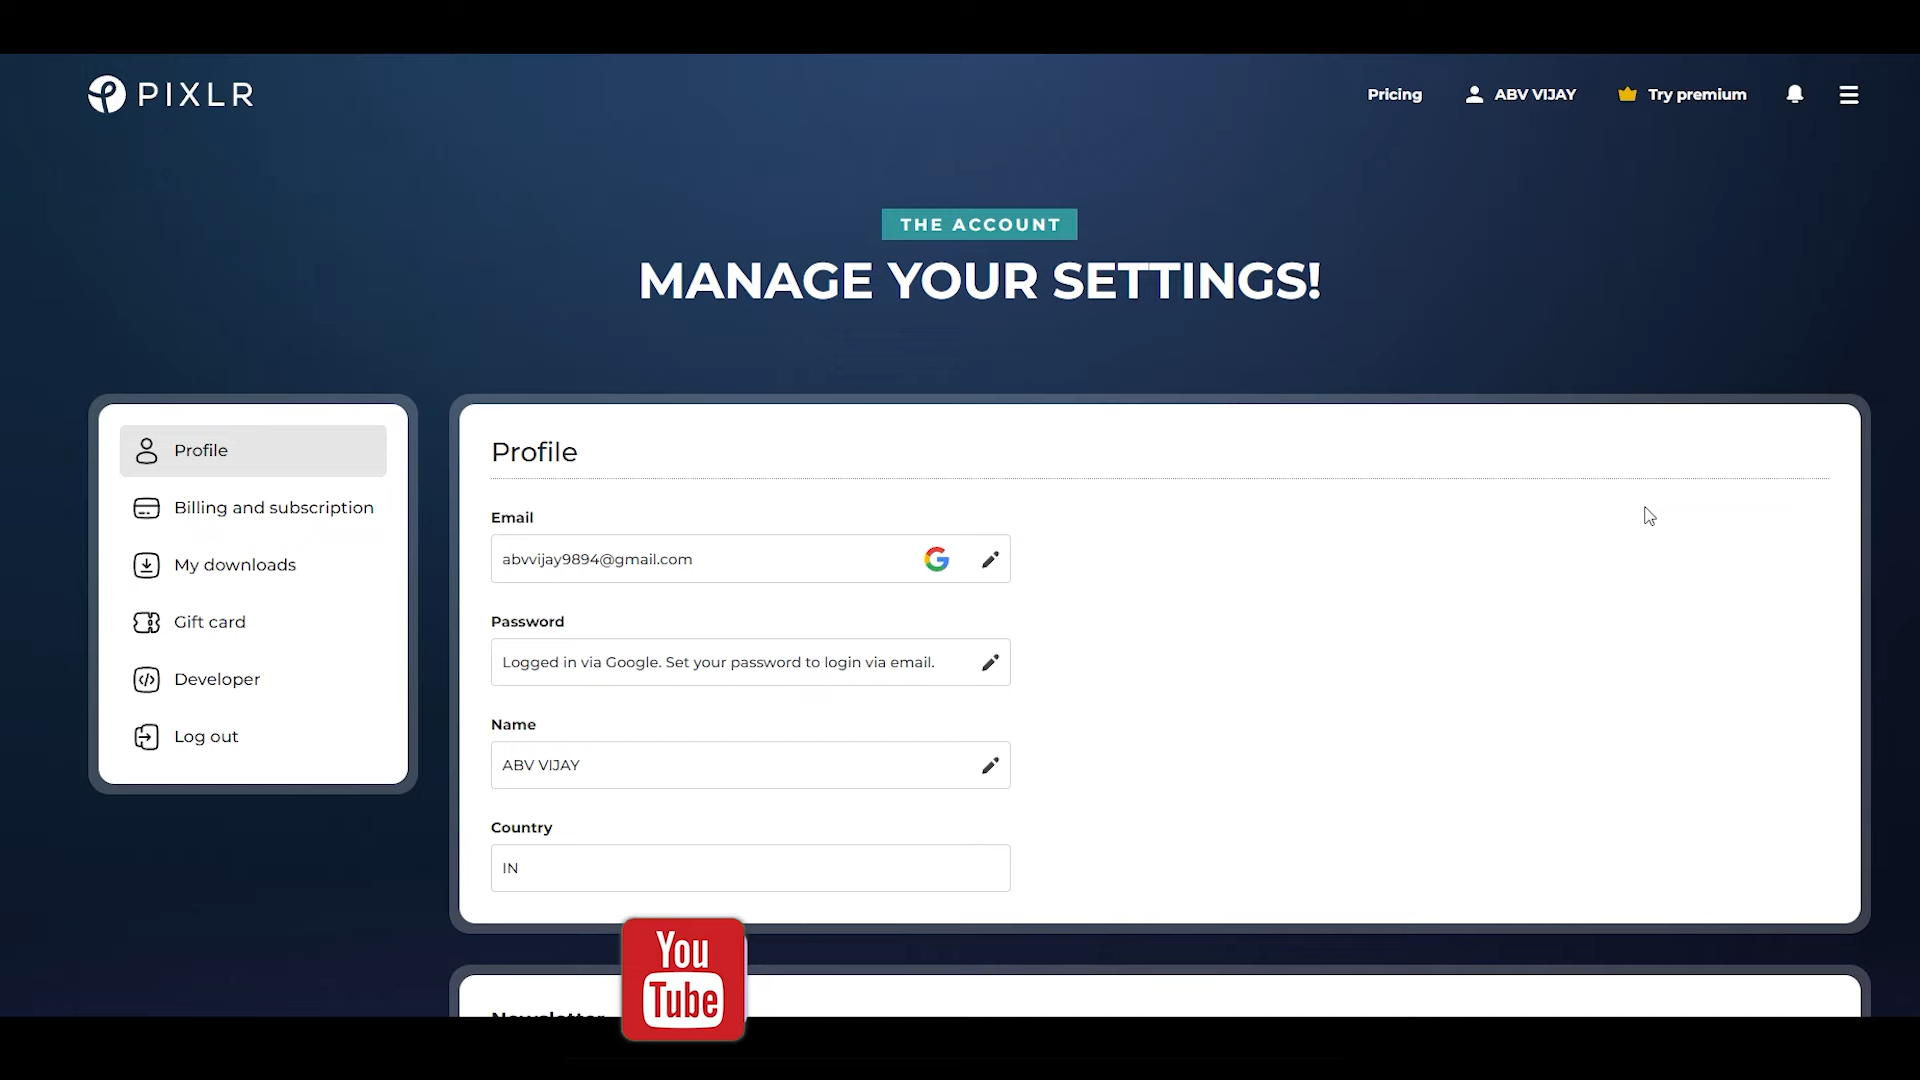 PIXLR
Pricing
ABV VIJAY
Try premium
THE ACCOUNT
MANAGE YOUR SETTINGS!
Profile
Billing and subscription
My downloads
Gift card
Developer
Log out
Profile
Email
abvvijay9894@gmail.com
Password
Logged in via Google. Set your password to login via email.
Name
ABV VIJAY
Country
IN
Newsletter
You
Tube